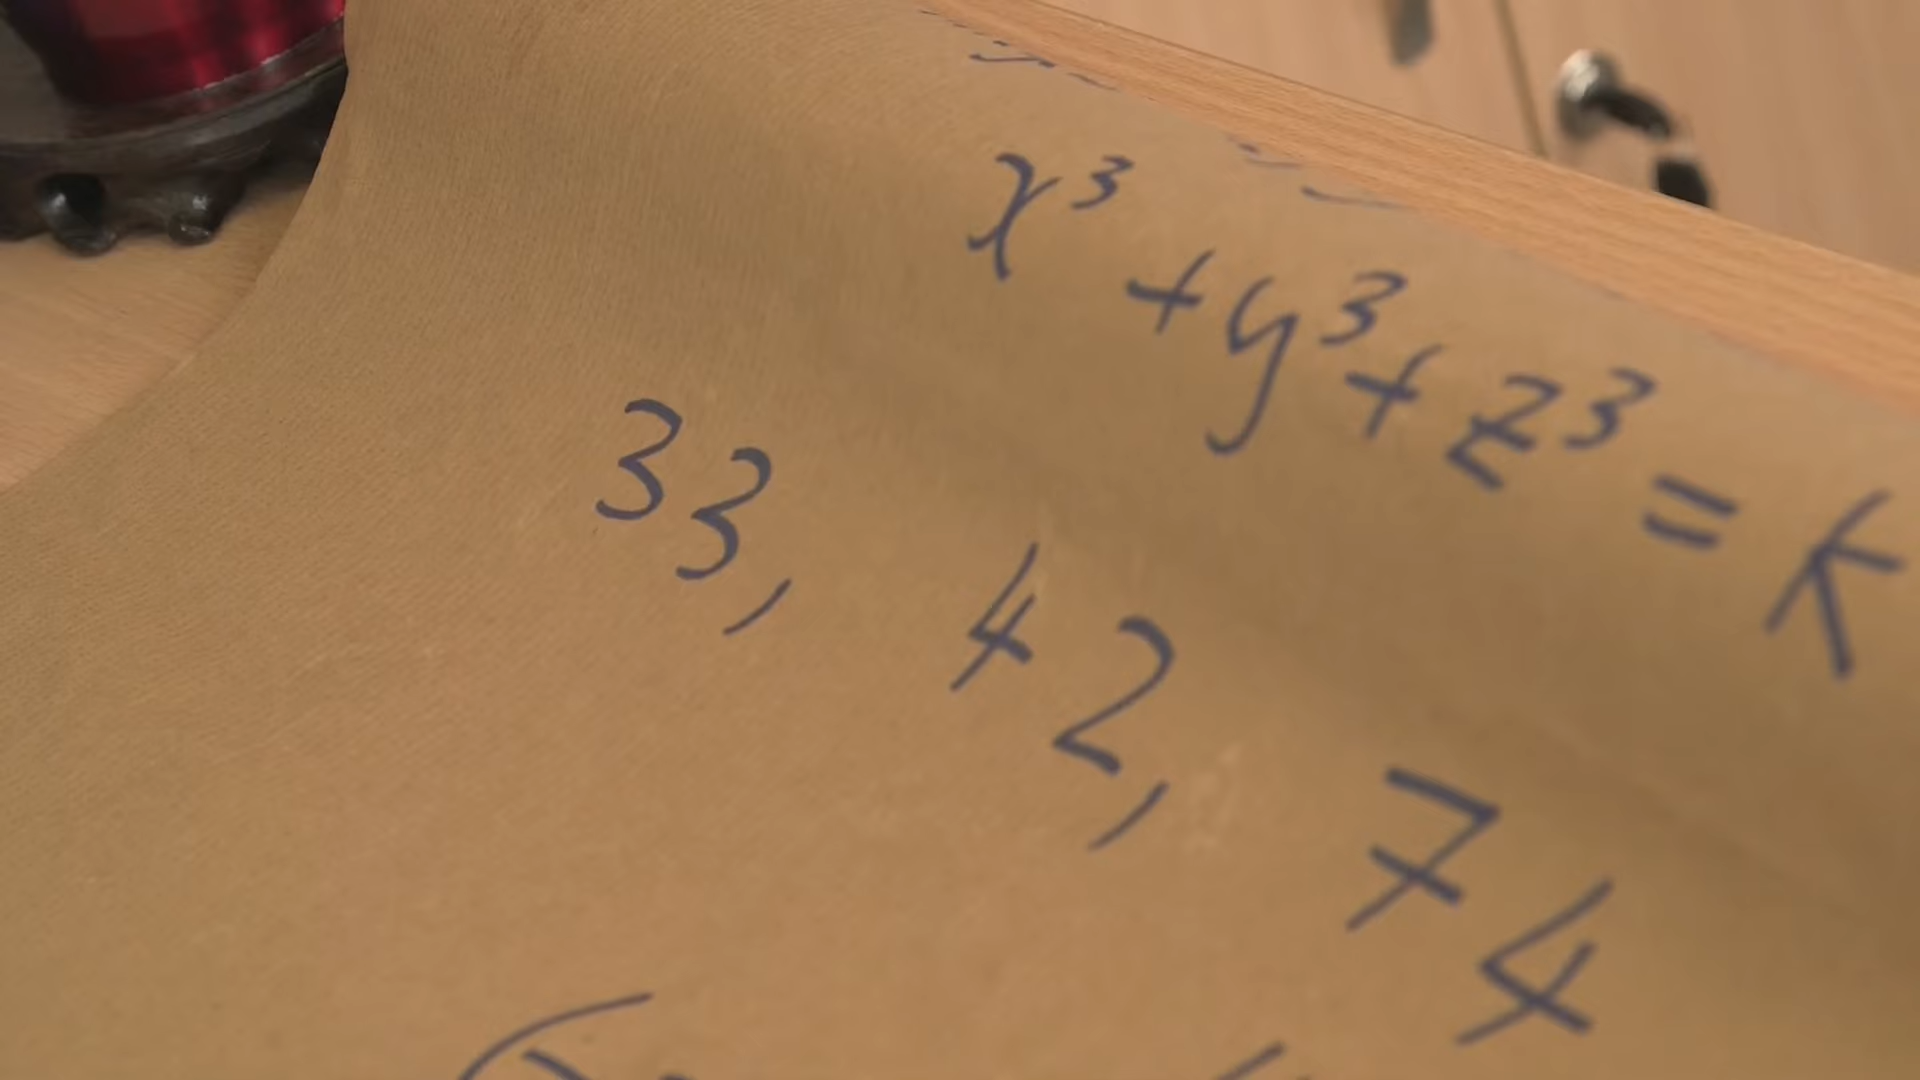 x³ + y³ + z³ = k
33, 42, 74